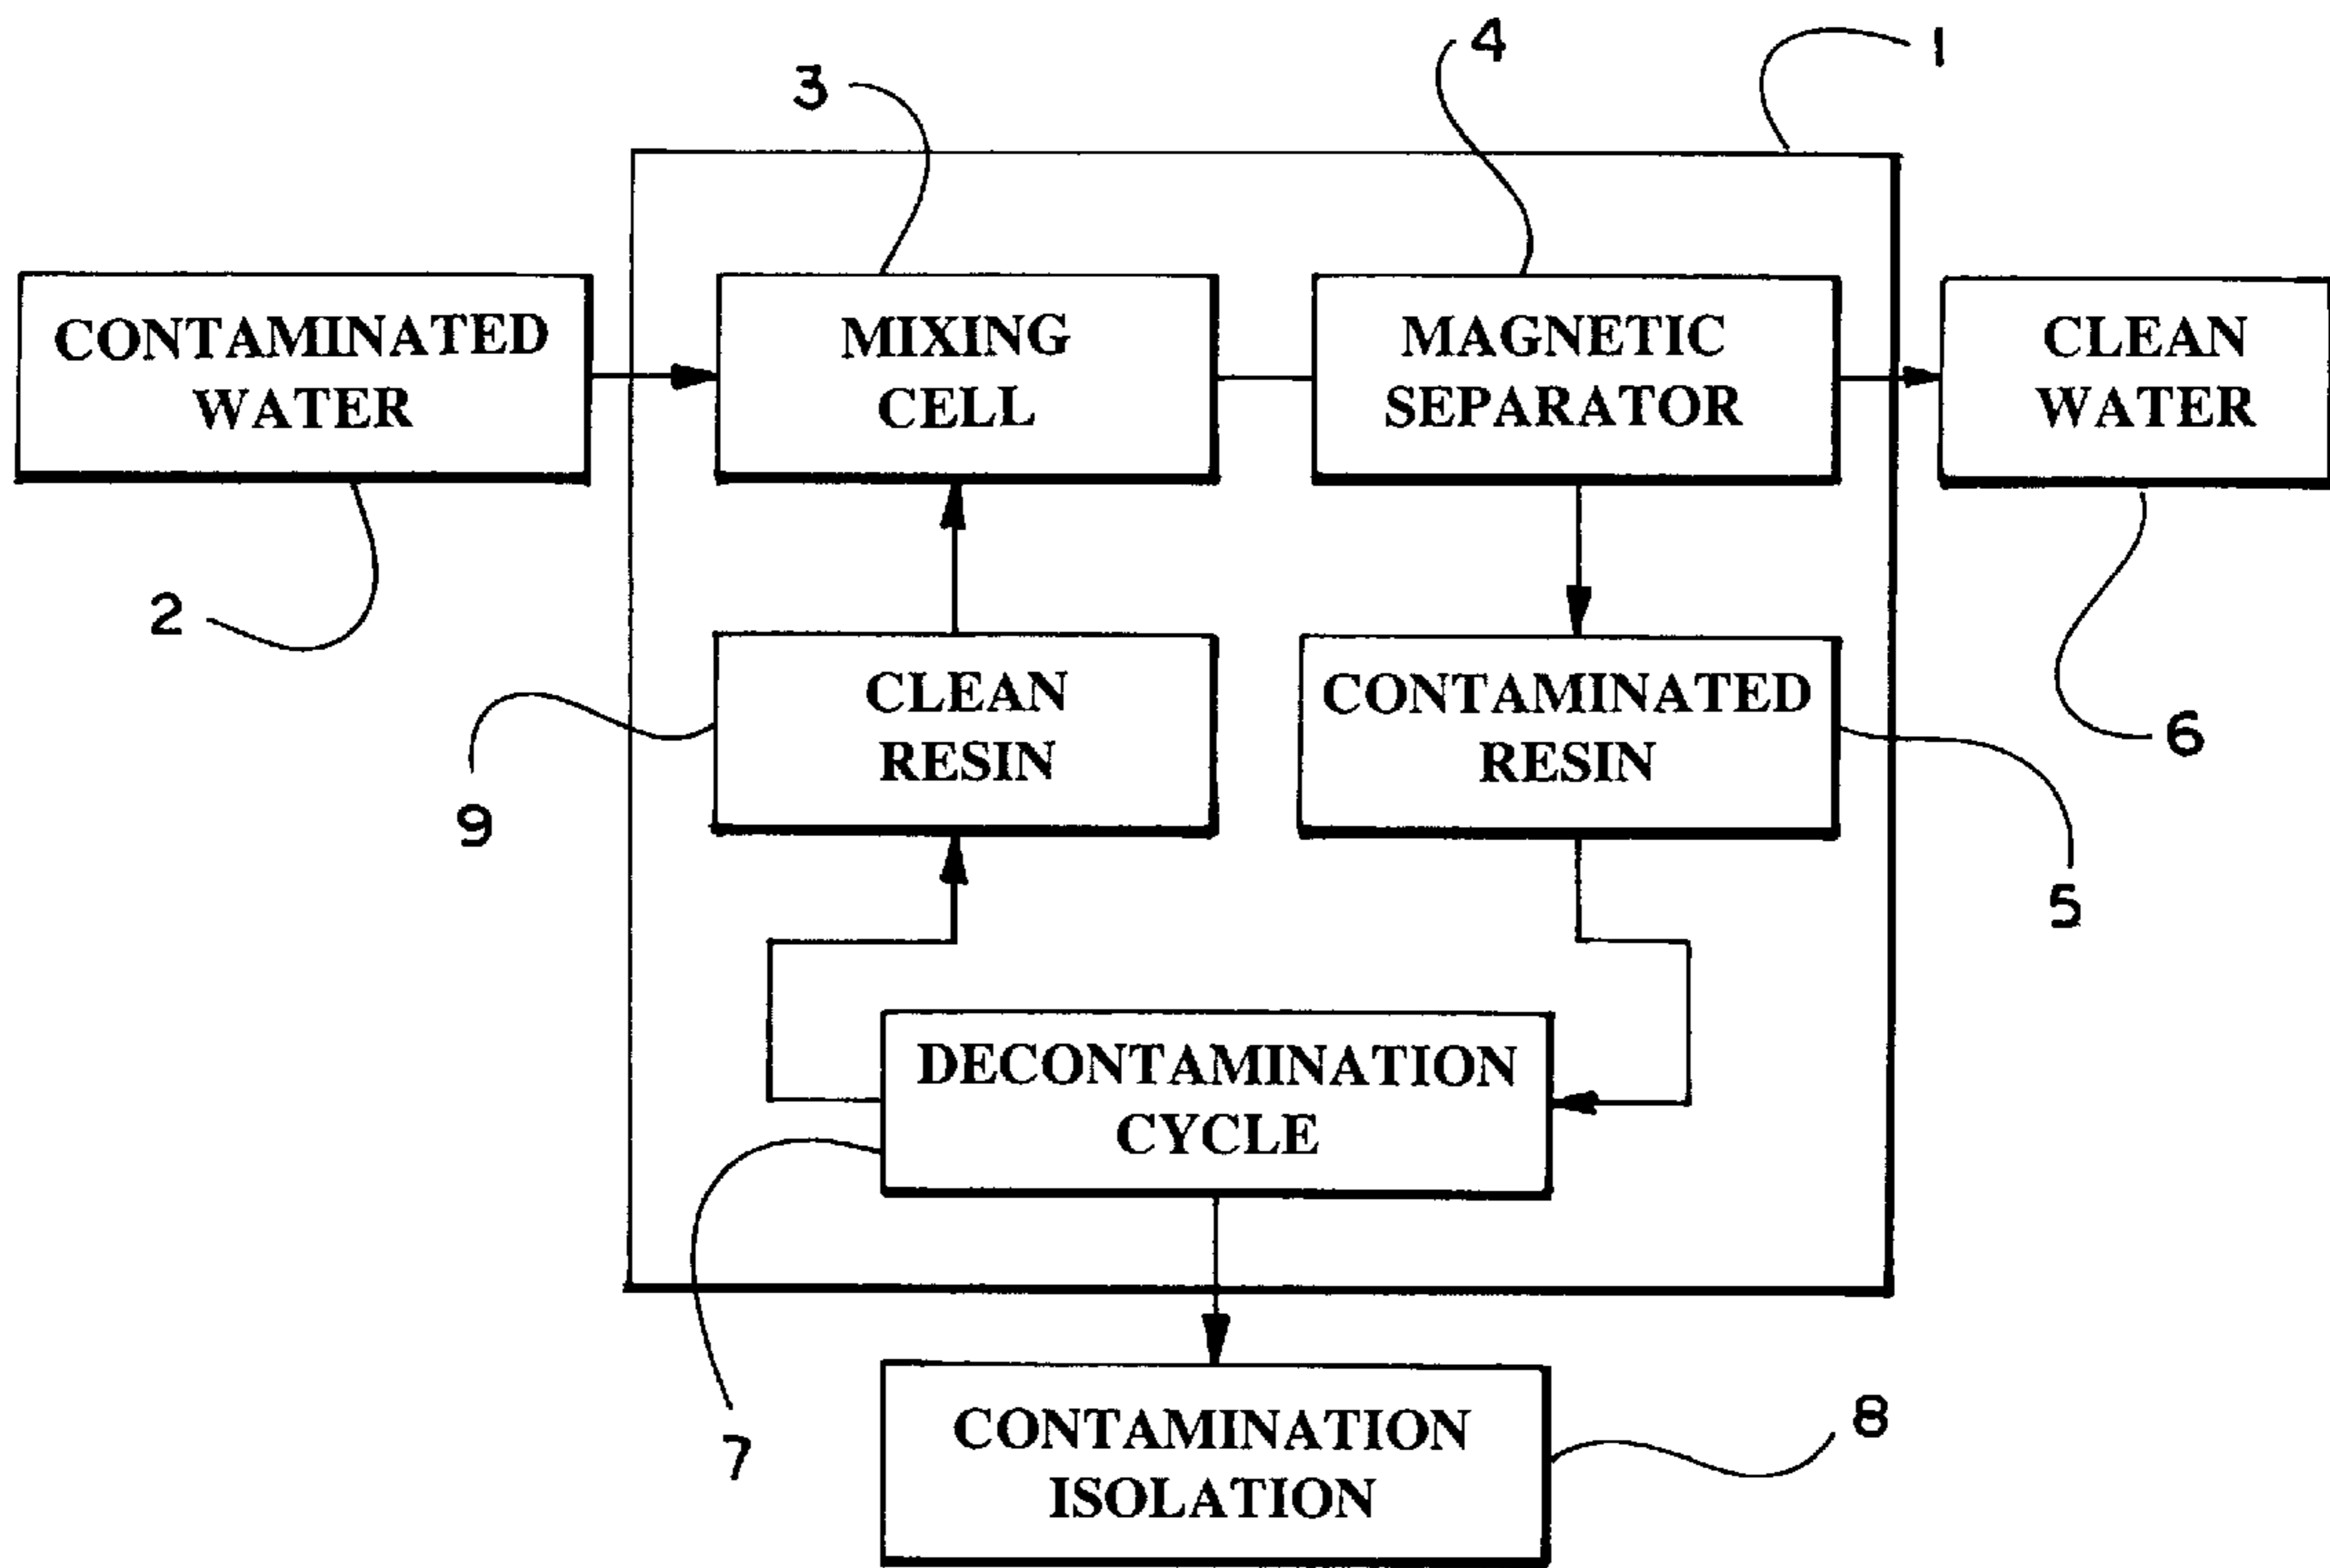 4
1
3
CONTAMINATED
WATER
MIXING
CELL
MAGNETIC
SEPARATOR
CLEAN
WATER
2
CLEAN
RESIN
CONTAMINATED
RESIN
6
9
5
DECONTAMINATION
CYCLE
7
CONTAMINATION
ISOLATION
8